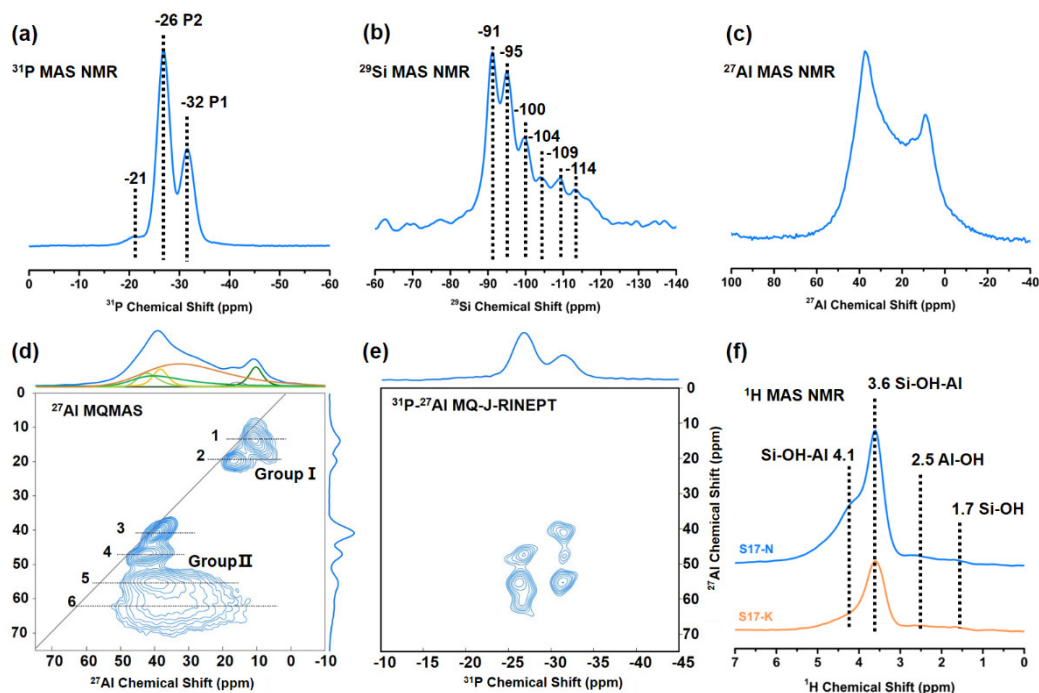 (a)
-26 P2
31P MAS NMR
-32 P1
-21
0 -10 -20 -30 -40 -50 -60
31P Chemical Shift (ppm)
(b)
-91
29Si MAS NMR
-95
-100
-104
-109
-114
-60 -70 -80 -90 -100 -110 -120 -130 -140
29Si Chemical Shift (ppm)
(c)
27Al MAS NMR
100 80 60 40 20 0 -20 -40
27Al Chemical Shift (ppm)
(d)
27Al MQMAS
0
10
20
30
40
50
60
70
1
2
Group I
3
4
Group II
5
6
70 60 50 40 30 20 10 0 -10
27Al Chemical Shift (ppm)
(e)
31P-27Al MQ-J-RINEPT
0
10
20
30
40
50
60
70
27Al Chemical Shift (ppm)
-10 -15 -20 -25 -30 -35 -40 -45
31P Chemical Shift (ppm)
(f)
3.6 Si-OH-Al
1H MAS NMR
Si-OH-Al 4.1
2.5 Al-OH
1.7 Si-OH
S17-N
S17-K
7 6 5 4 3 2 1 0
1H Chemical Shift (ppm)